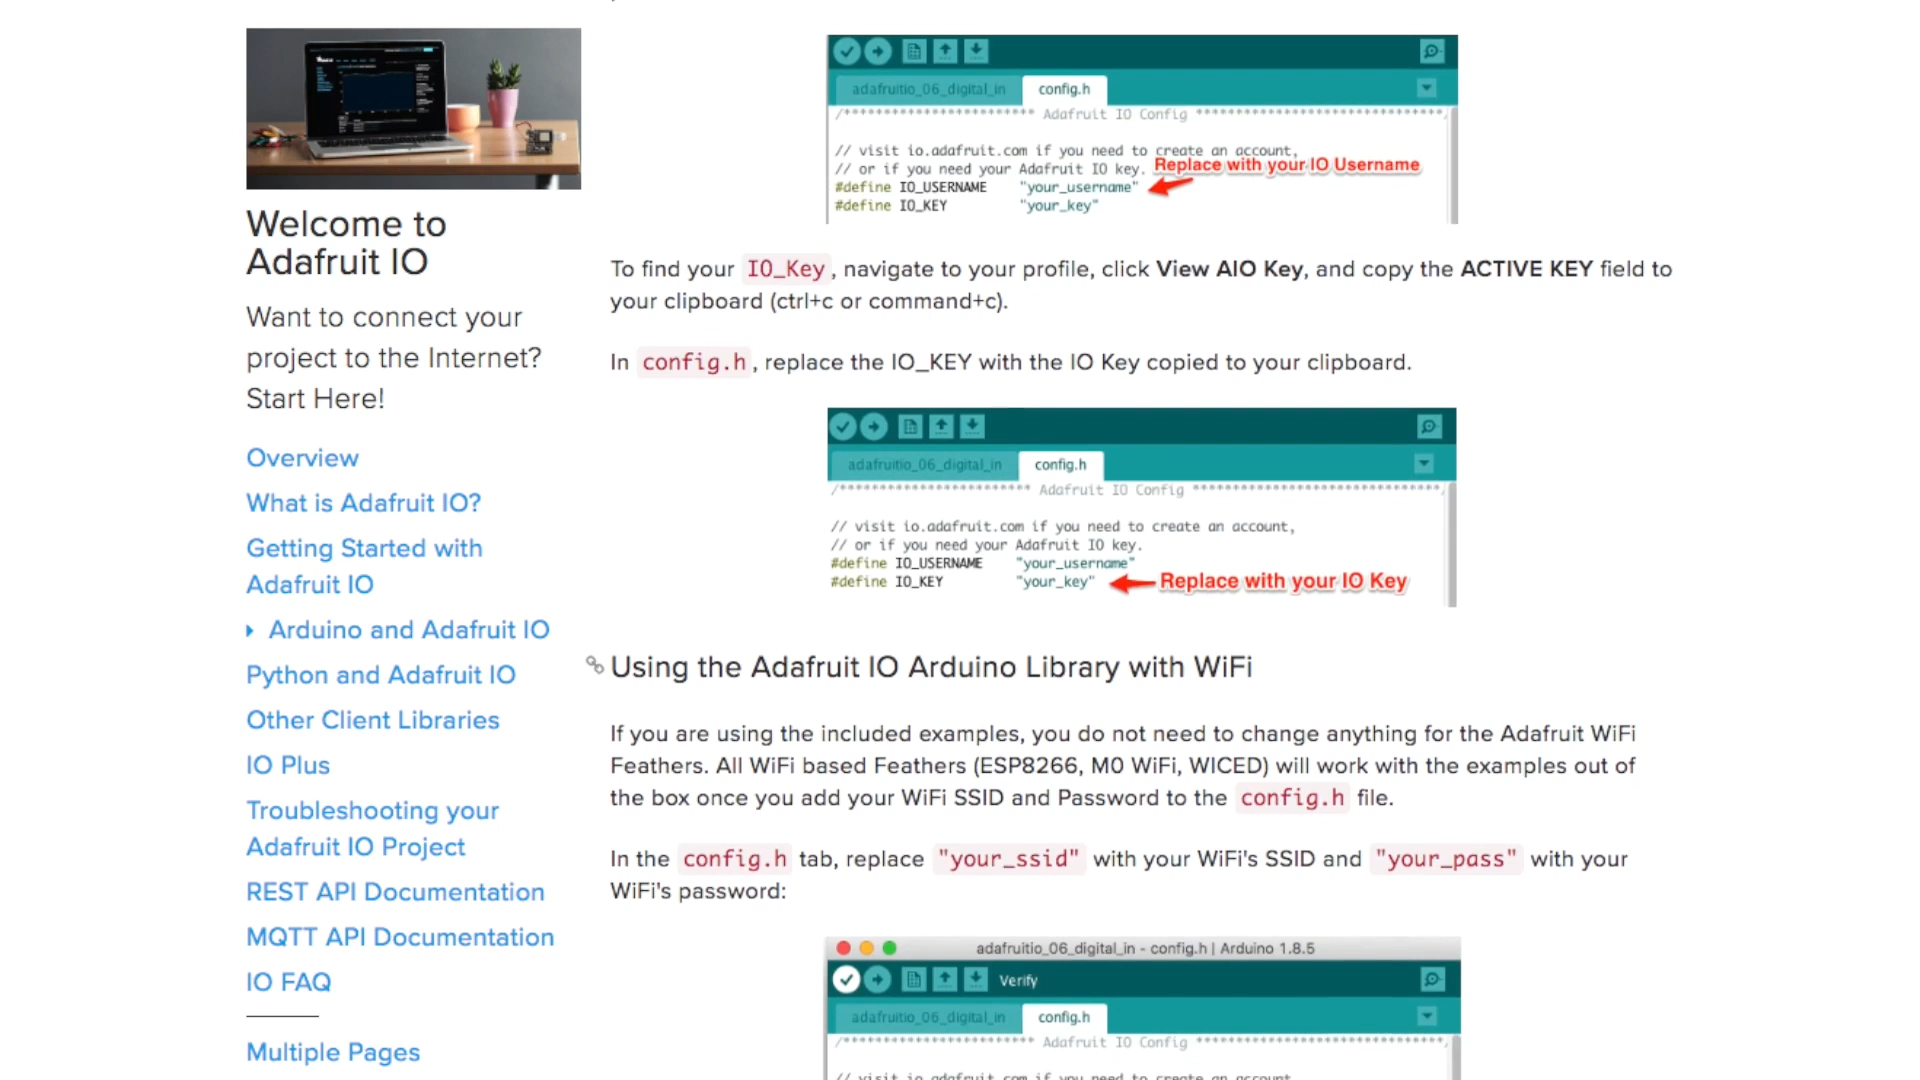 Welcome to
Adafruit IO
Want to connect your
project to the Internet?
Start Here!
Overview
What is Adafruit IO?
Getting Started with
Adafruit IO
Arduino and Adafruit IO
Python and Adafruit IO
Other Client Libraries
IO Plus
Troubleshooting your
Adafruit IO Project
REST API Documentation
MQTT API Documentation
IO FAQ
Multiple Pages
adafruitio_06_digital_in config.h
/************************* Adafruit IO Config *******************************/
// visit io.adafruit.com if you need to create an account,
// or if you need your Adafruit IO key.
Replace with your IO Username
#define IO_USERNAME "your_username"
#define IO_KEY "your_key"
To find your IO_Key, navigate to your profile, click View AIO Key, and copy the ACTIVE KEY field to
your clipboard (ctrl+c or command+c).
In config.h, replace the IO_KEY with the IO Key copied to your clipboard.
adafruitio_06_digital_in config.h
/************************ Adafruit IO Config *******************************/
// visit io.adafruit.com if you need to create an account,
// or if you need your Adafruit IO key.
#define IO_USERNAME "your_username"
#define IO_KEY "your_key" Replace with your IO Key
Using the Adafruit IO Arduino Library with WiFi
If you are using the included examples, you do not need to change anything for the Adafruit WiFi
Feathers. All WiFi based Feathers (ESP8266, M0 WiFi, WICED) will work with the examples out of
the box once you add your WiFi SSID and Password to the config.h file.
In the config.h tab, replace "your_ssid" with your WiFi's SSID and "your_pass" with your
WiFi's password:
adafruitio_06_digital_in - config.h | Arduino 1.8.5
Verify
adafruitio_06_digital_in config.h
/************************* Adafruit IO Config *******************************/
// visit io.adafruit.com if you need to create an account